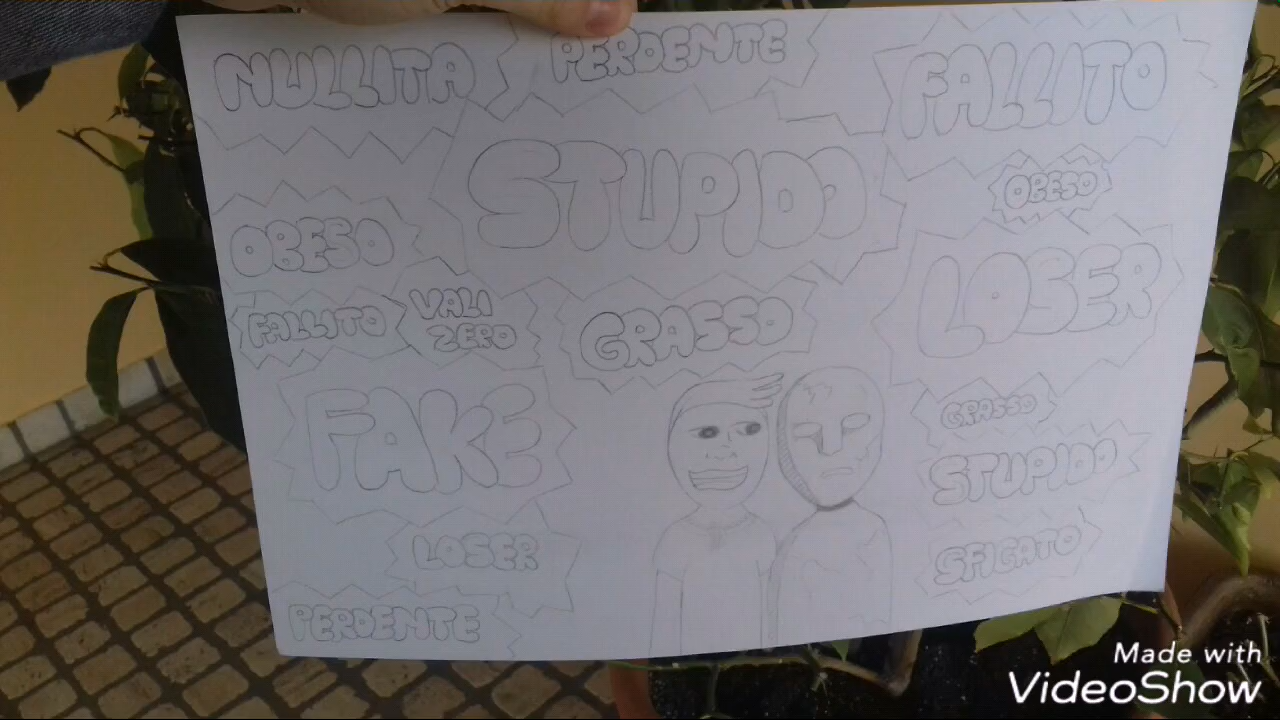 NULLITA
PERDENTE
FALLITO
STUPIDO
OBESO
OBESO
LOSER
FALLITO
VALI
ZERO
GRASSO
FAKE
GRASSO
STUPIDO
LOSER
SFIGATO
PERDENTE
Made with
VideoShow